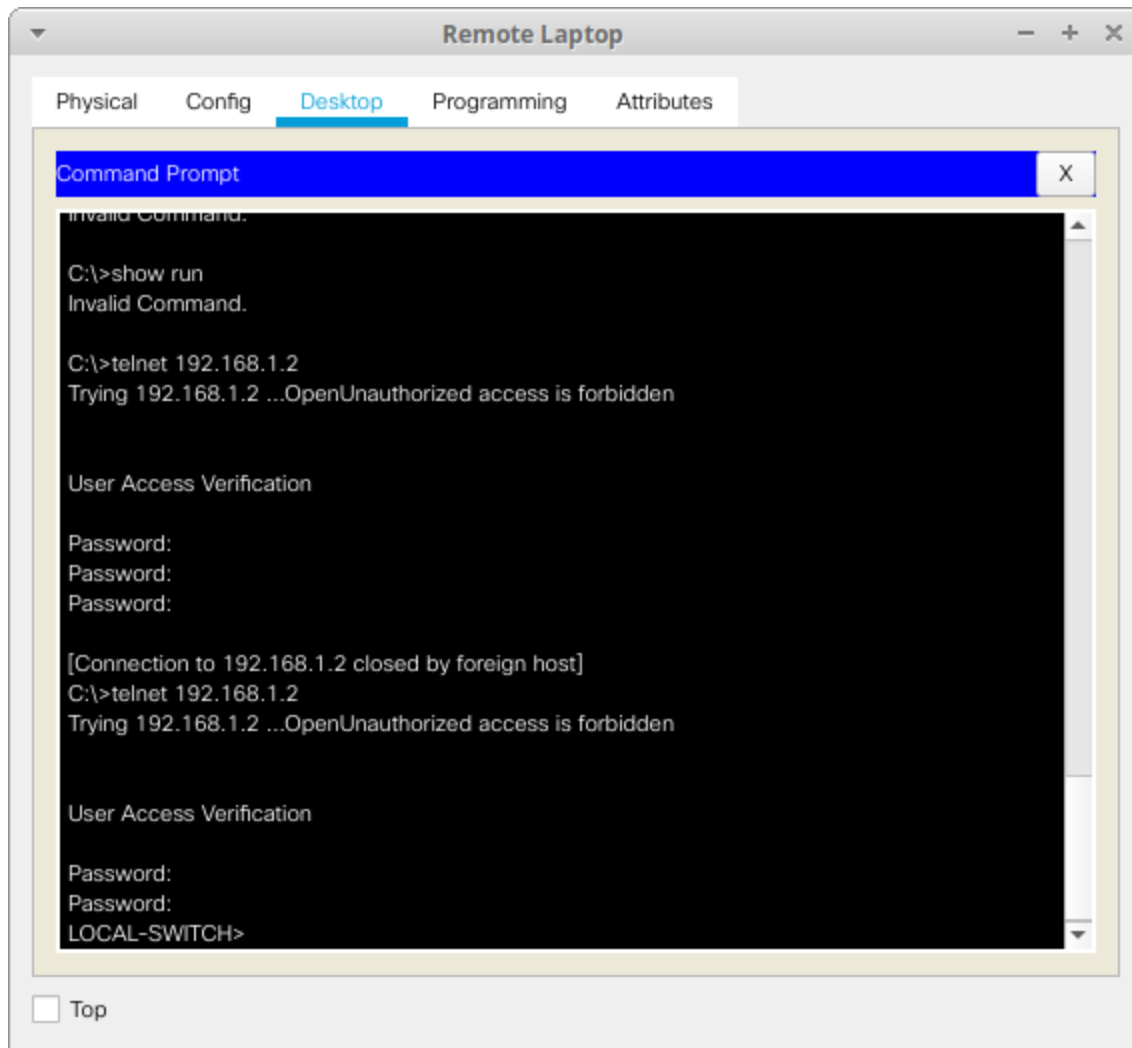 Remote Laptop
Physical Config Desktop Programming Attributes
Command Prompt X
Invalid Command.
C:\>show run
Invalid Command.
C:\>telnet 192.168.1.2
Trying 192.168.1.2 ...OpenUnauthorized access is forbidden
User Access Verification
Password:
Password:
Password:
[Connection to 192.168.1.2 closed by foreign host]
C:\>telnet 192.168.1.2
Trying 192.168.1.2 ...OpenUnauthorized access is forbidden
User Access Verification
Password:
Password:
LOCAL-SWITCH>
Top